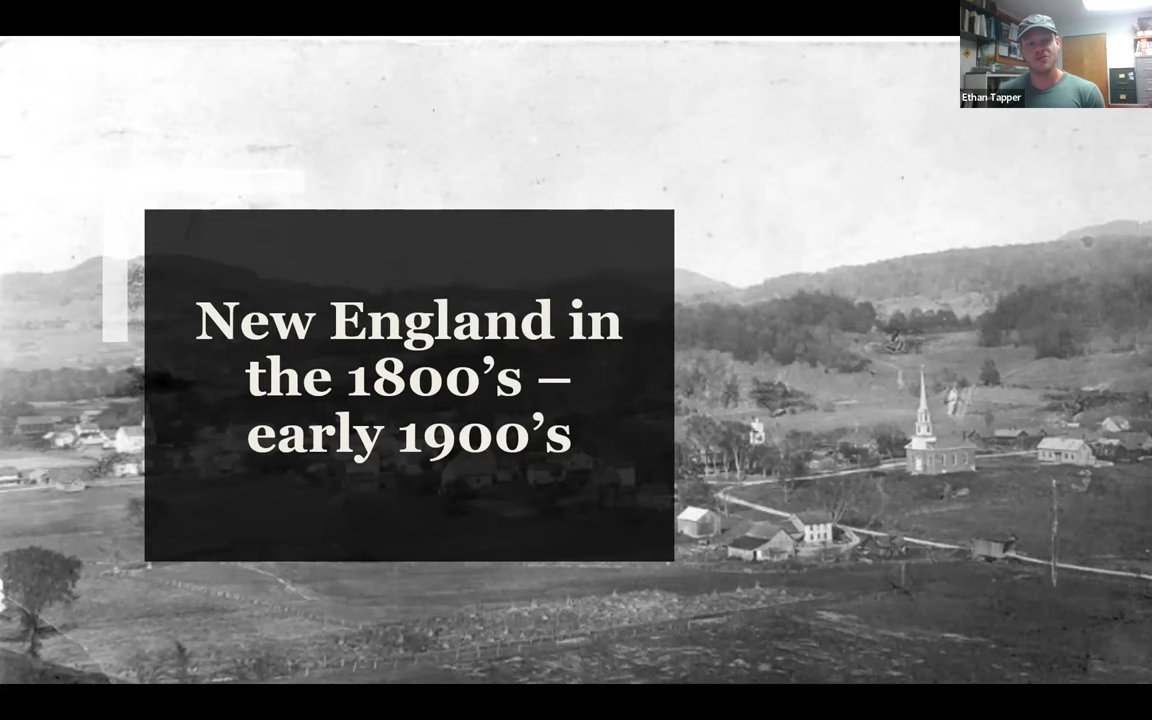 Ethan Tapper
New England in
the 1800’s –
early 1900’s